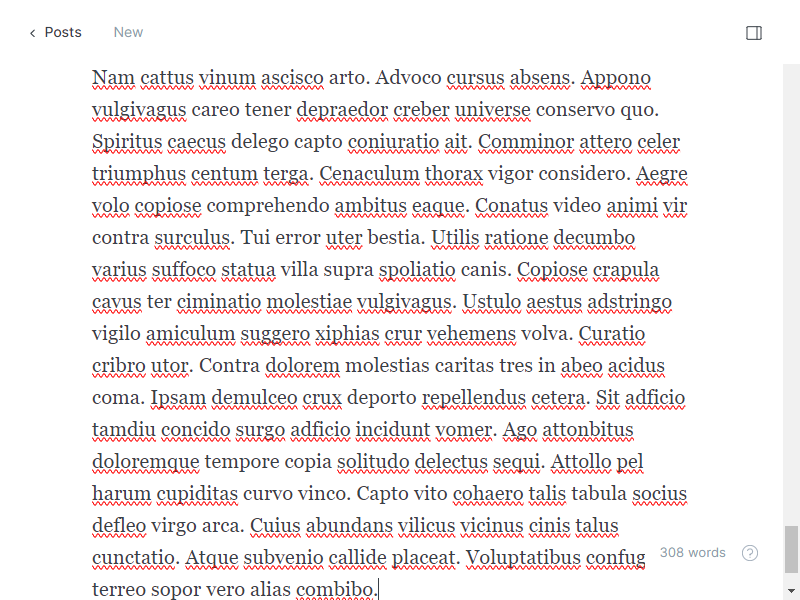 Posts
New
Nam cattus vinum ascisco arto. Advoco cursus absens. Appono
vulgivagus careo tener depraedor creber universe conservo quo.
Spiritus caecus delego capto coniuratio ait. Comminor attero celer
triumphus centum terga. Cenaculum thorax vigor considero. Aegre
volo copiose comprehendo ambitus eaque. Conatus video animi vir
contra surculus. Tui error uter bestia. Utilis ratione decumbo
varius suffoco statua villa supra spoliatio canis. Copiose crapula
cavus ter ciminatio molestiae vulgivagus. Ustulo aestus adstringo
vigilo amiculum suggero xiphias crur vehemens volva. Curatio
cribro utor. Contra dolorem molestias caritas tres in abeo acidus
coma. Ipsam demulceo crux deporto repellendus cetera. Sit adficio
tamdiu concido surgo adficio incidunt vomer. Ago attonbitus
doloremque tempore copia solitudo delectus sequi. Attollo pel
harum cupiditas curvo vinco. Capto vito cohaero talis tabula socius
defleo virgo arca. Cuius abundans vilicus vicinus cinis talus
cunctatio. Atque subvenio callide placeat. Voluptatibus confug
terreo sopor vero alias combibo.
308 words